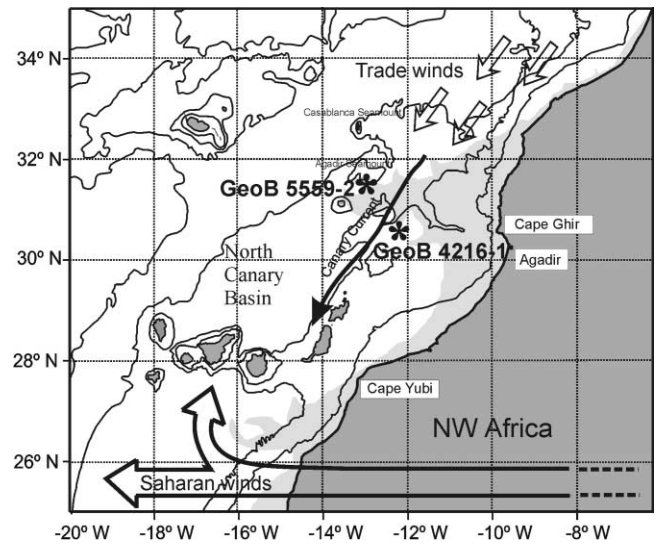 34° N
32° N
30° N
28° N
26° N
Trade winds
Casablanca Seamount
Agadir Seamount
GeoB 5559-2
GeoB 4216-1
Canary Current
North
Canary
Basin
Cape Ghir
Agadir
Cape Yubi
NW Africa
Saharan winds
-20° W -18° W -16° W -14° W -12° W -10° W -8° W